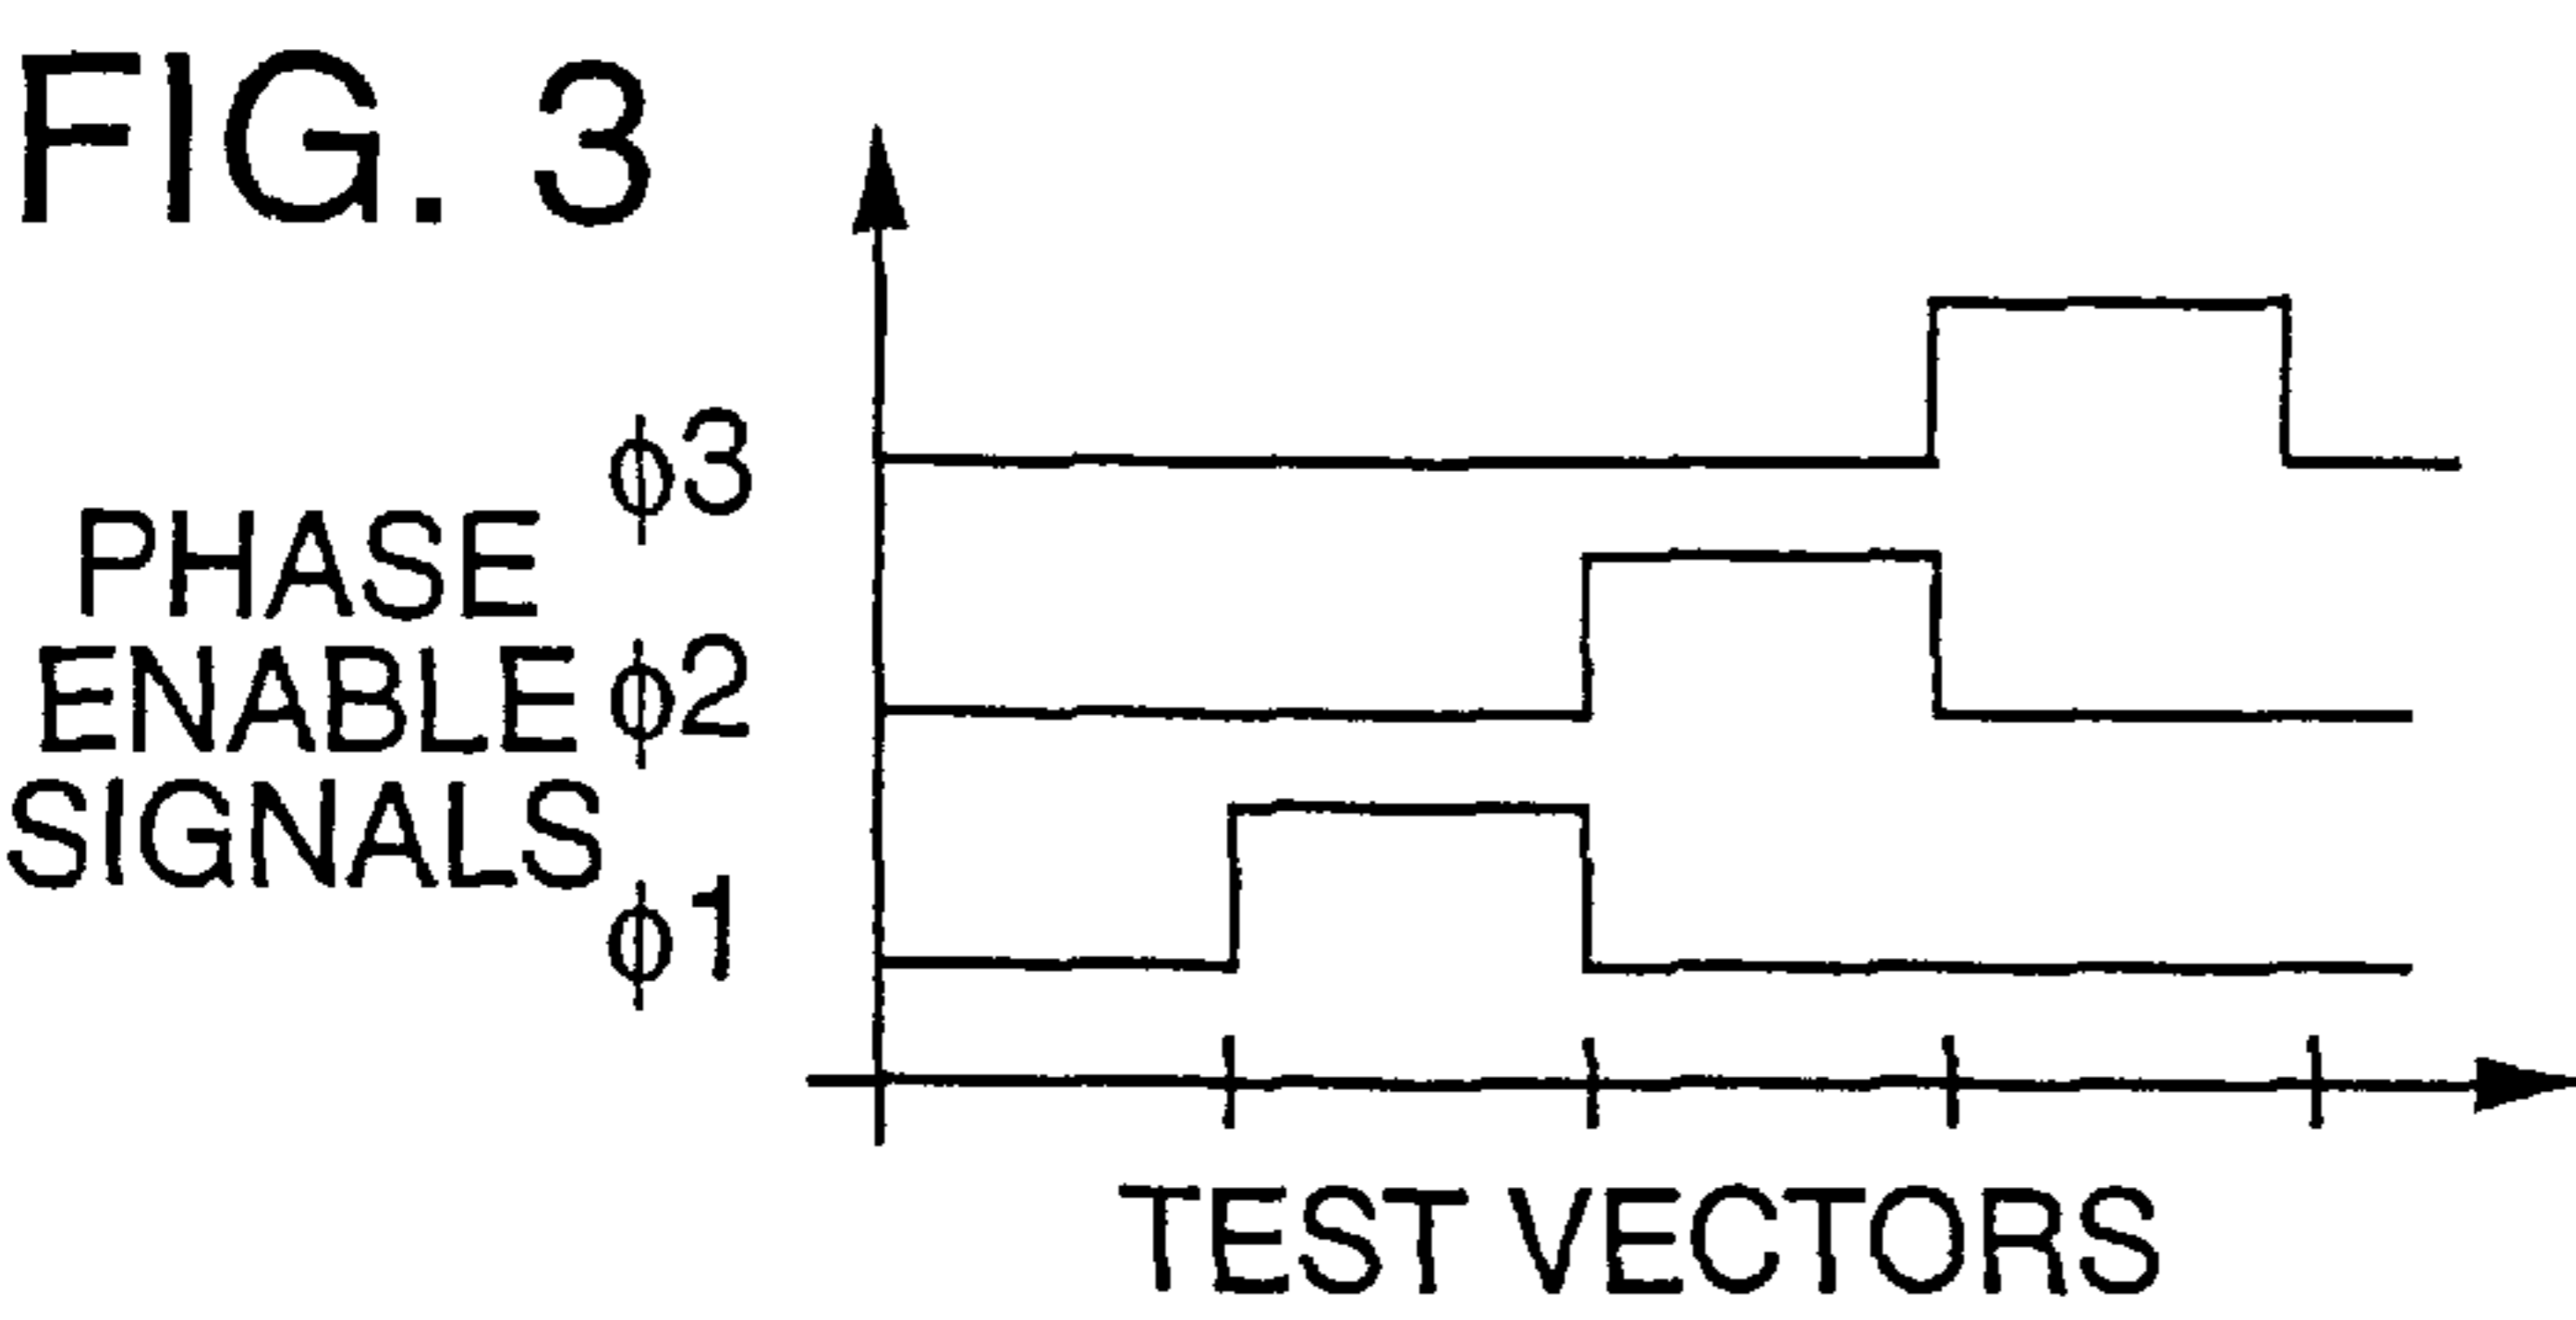 FIG. 3
ϕ3
PHASE
ENABLE ϕ2
SIGNALS
ϕ1
TEST VECTORS